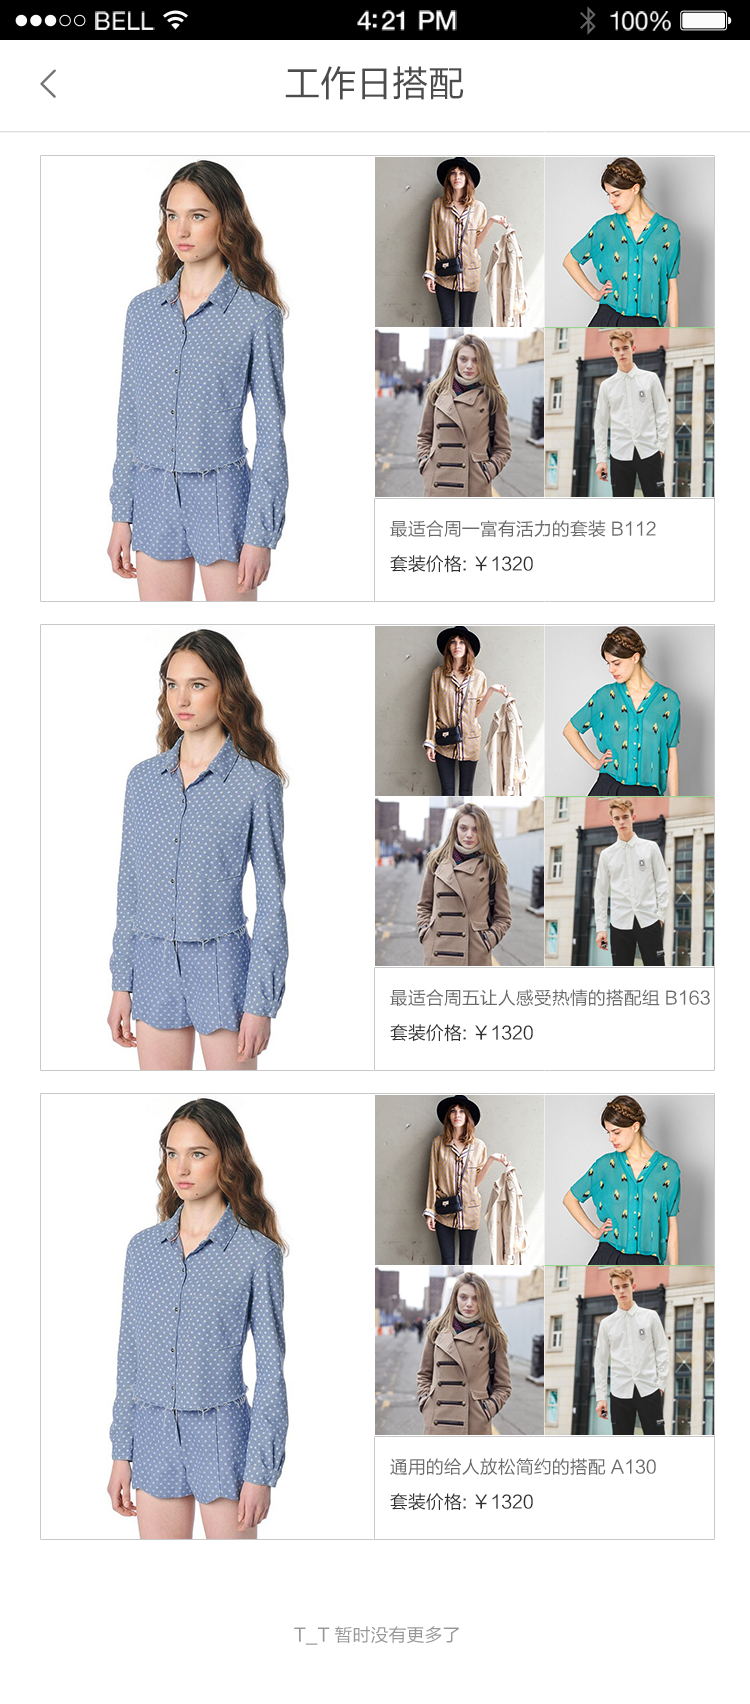 BELL 4:21 PM 100%
工作日搭配
最适合周一富有活力的套装 B112
套装价格: ￥1320
最适合周五让人感受热情的搭配组 B163
套装价格: ￥1320
通用的给人放松简约的搭配 A130
套装价格: ￥1320
T_T 暂时没有更多了